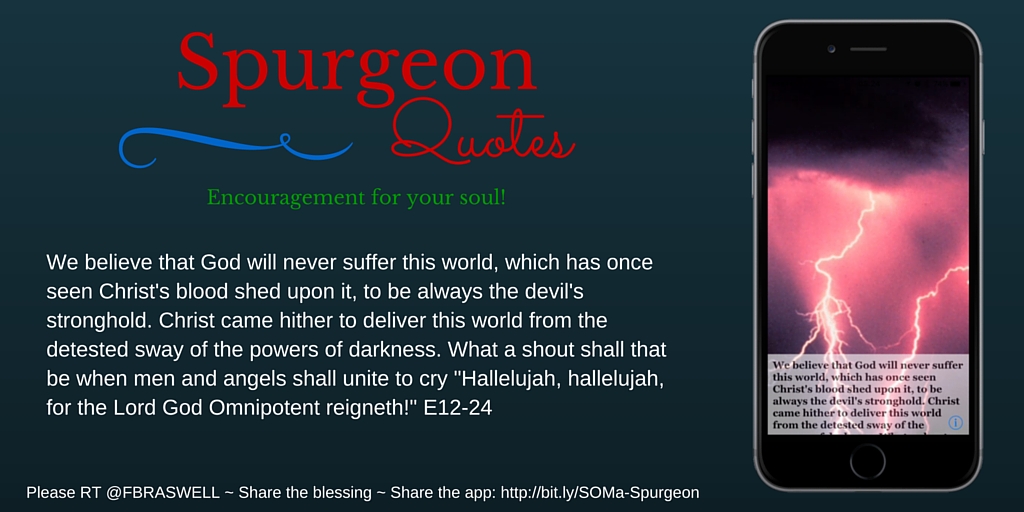 Spurgeon
Quotes
Encouragement for your soul!
We believe that God will never suffer this world, which has once
seen Christ's blood shed upon it, to be always the devil's
stronghold. Christ came hither to deliver this world from the
detested sway of the powers of darkness. What a shout shall that
be when men and angels shall unite to cry "Hallelujah, hallelujah,
for the Lord God Omnipotent reigneth!" E12-24
We believe that God will never suffer
this world, which has once seen
Christ's blood shed upon it, to be
always the devil's stronghold. Christ
came hither to deliver this world
from the detested sway of the
Please RT @FBRASWELL ~ Share the blessing ~ Share the app: http://bit.ly/SOMa-Spurgeon